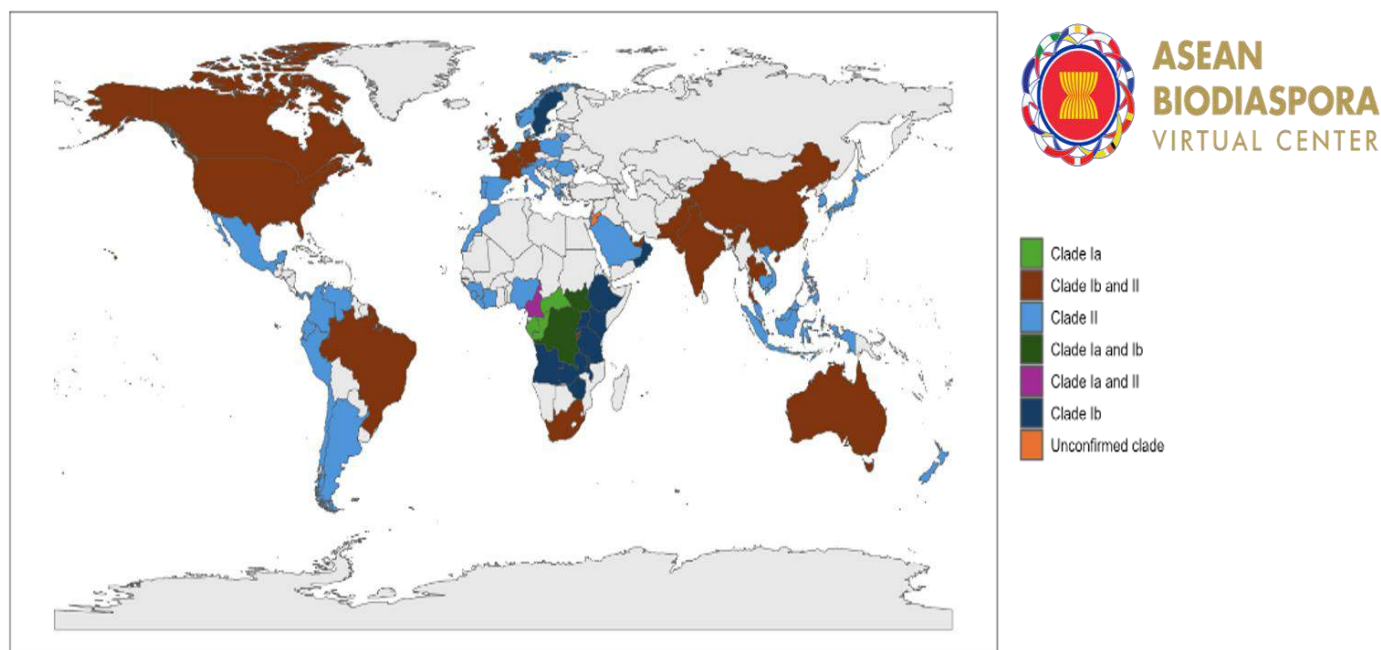 ASEAN
BIODIASPORA
VIRTUAL CENTER
Clade Ia
Clade Ib and II
Clade II
Clade Ia and Ib
Clade Ia and II
Clade Ib
Unconfirmed clade